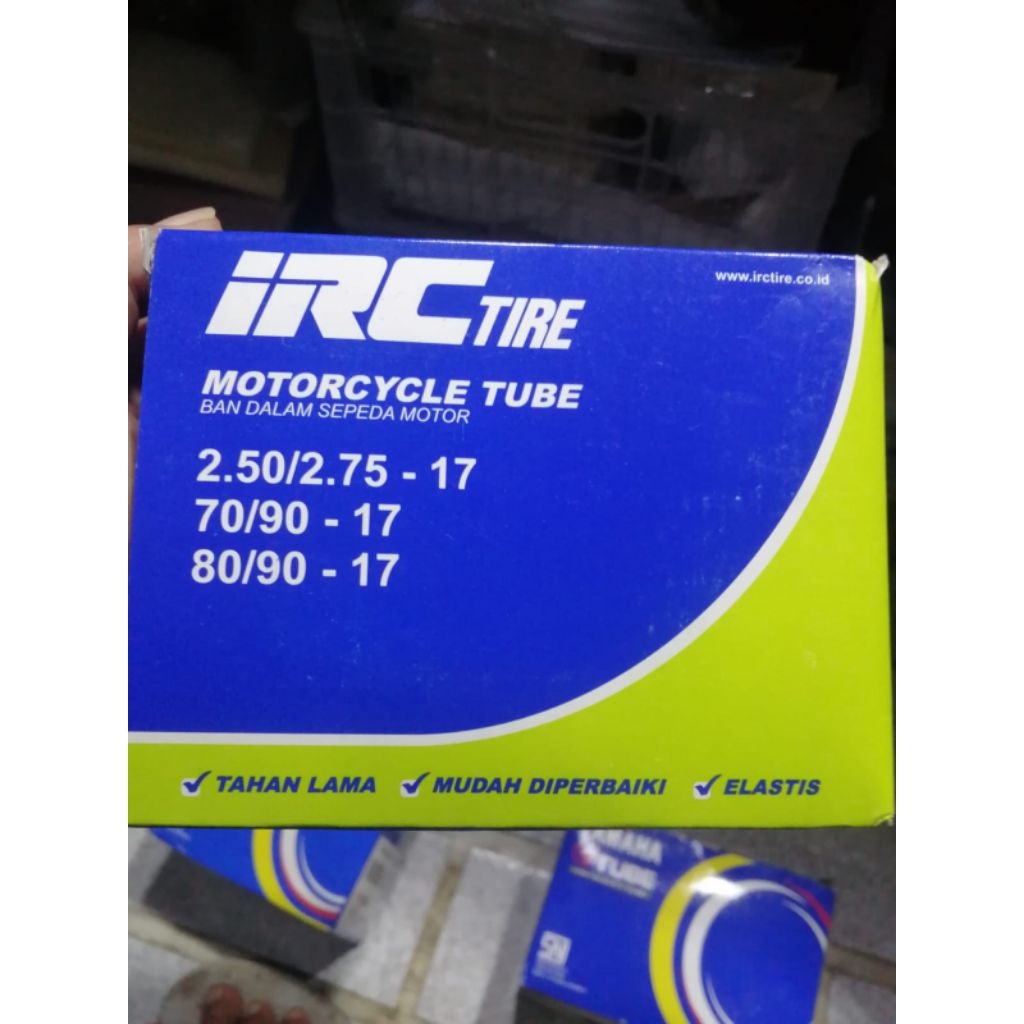 iRC TIRE
www.irctire.co.id
MOTORCYCLE TUBE
BAN DALAM SEPEDA MOTOR
2.50/2.75 - 17
70/90 - 17
80/90 - 17
TAHAN LAMA MUDAH DIPERBAIKI ELASTIS
TUBE